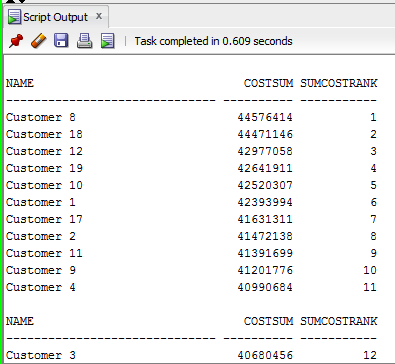 Script Output x
Task completed in 0.609 seconds
NAME COSTSUM SUMCOSTRANK
------------------------------ ---------- -----------
Customer 8 44576414 1
Customer 18 44471146 2
Customer 12 42977058 3
Customer 19 42641911 4
Customer 10 42520307 5
Customer 1 42393994 6
Customer 17 41631311 7
Customer 2 41472138 8
Customer 11 41391699 9
Customer 9 41201776 10
Customer 4 40990684 11
NAME COSTSUM SUMCOSTRANK
------------------------------ ---------- -----------
Customer 3 40680456 12